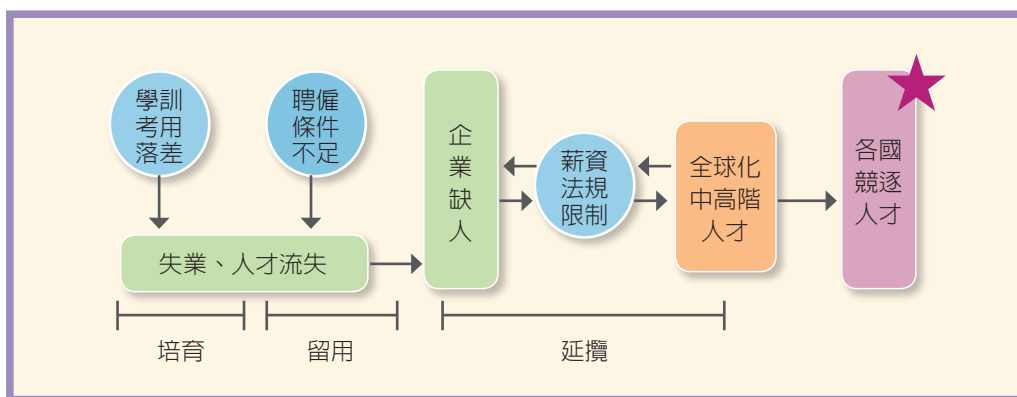 學訓
考用
落差
聘僱
條件
不足
失業、人才流失
企
業
缺
人
薪資
法規
限制
全球化
中高階
人才
各國
競逐
人才
培育
留用
延攬